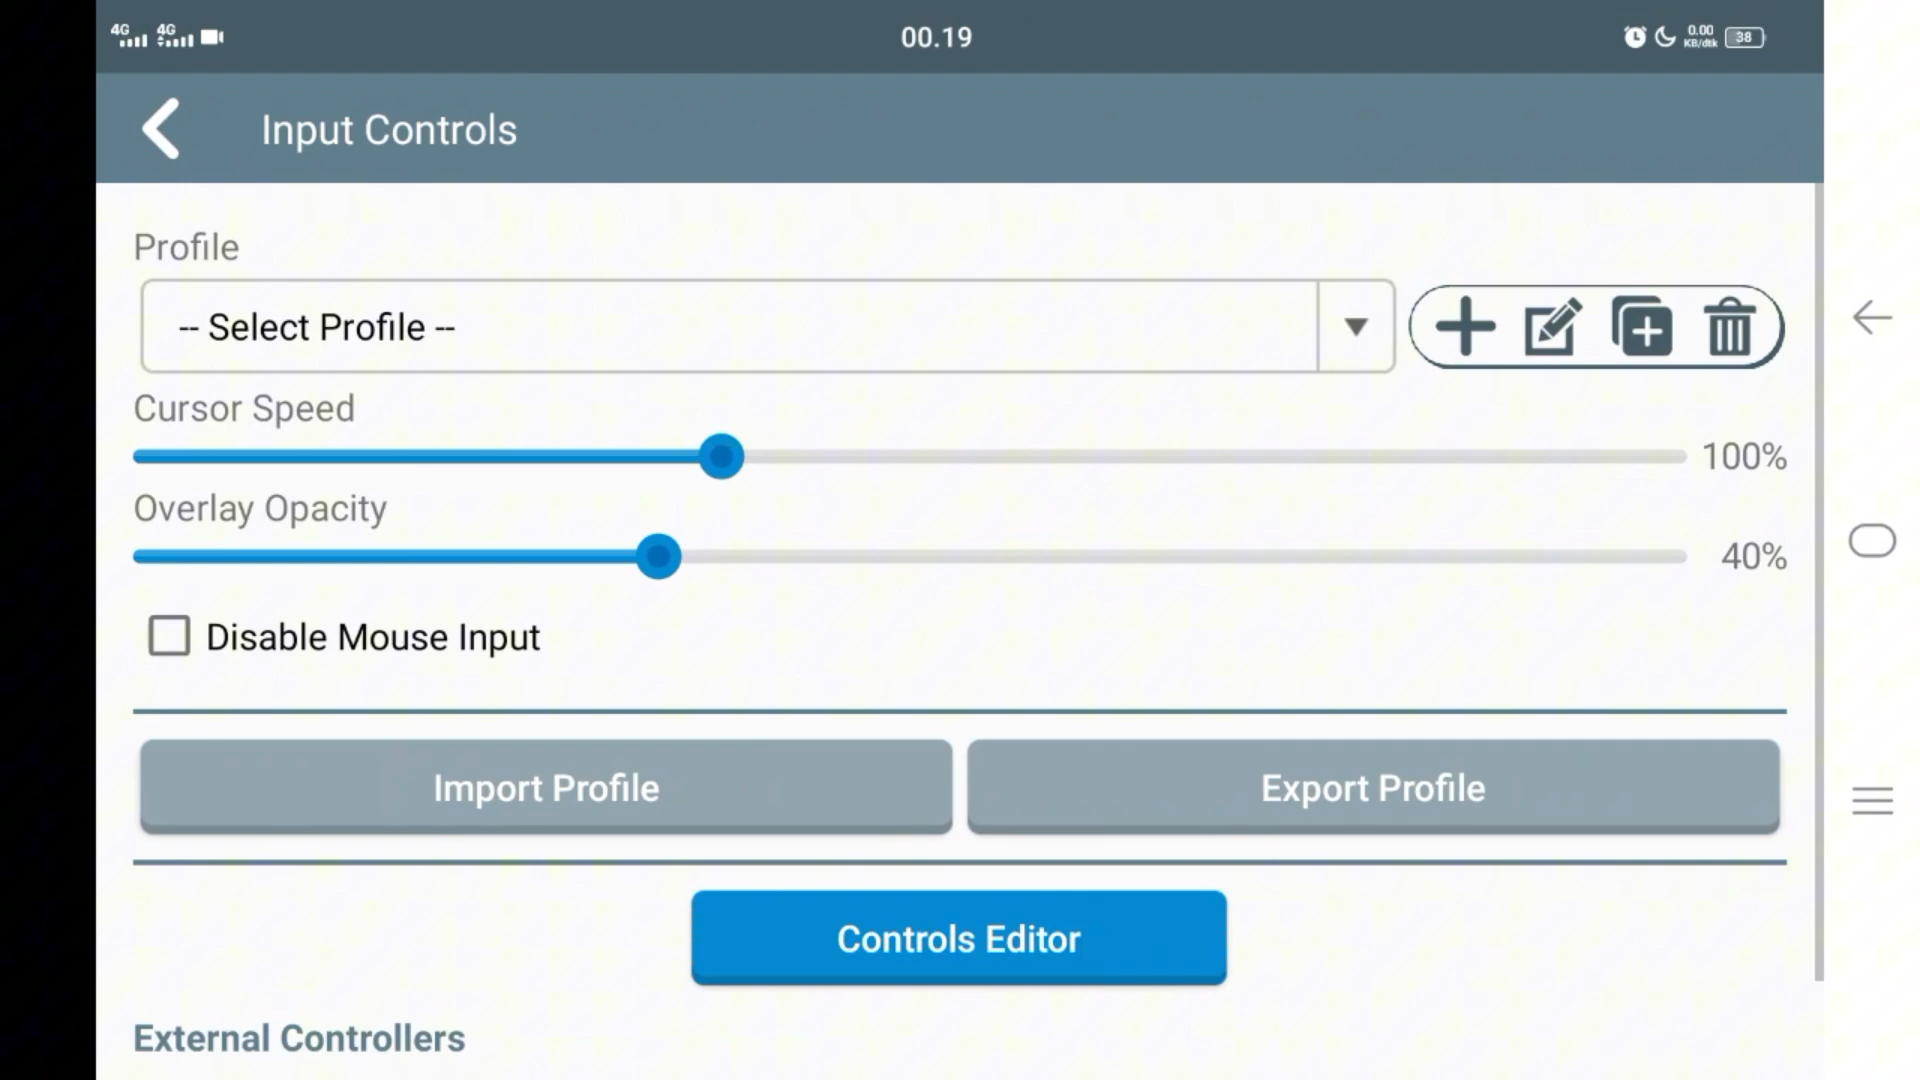 4G 4G 00.19 0.00 KB/dtk 38
Input Controls
Profile
-- Select Profile --
Cursor Speed
100%
Overlay Opacity
40%
Disable Mouse Input
Import Profile Export Profile
Controls Editor
External Controllers